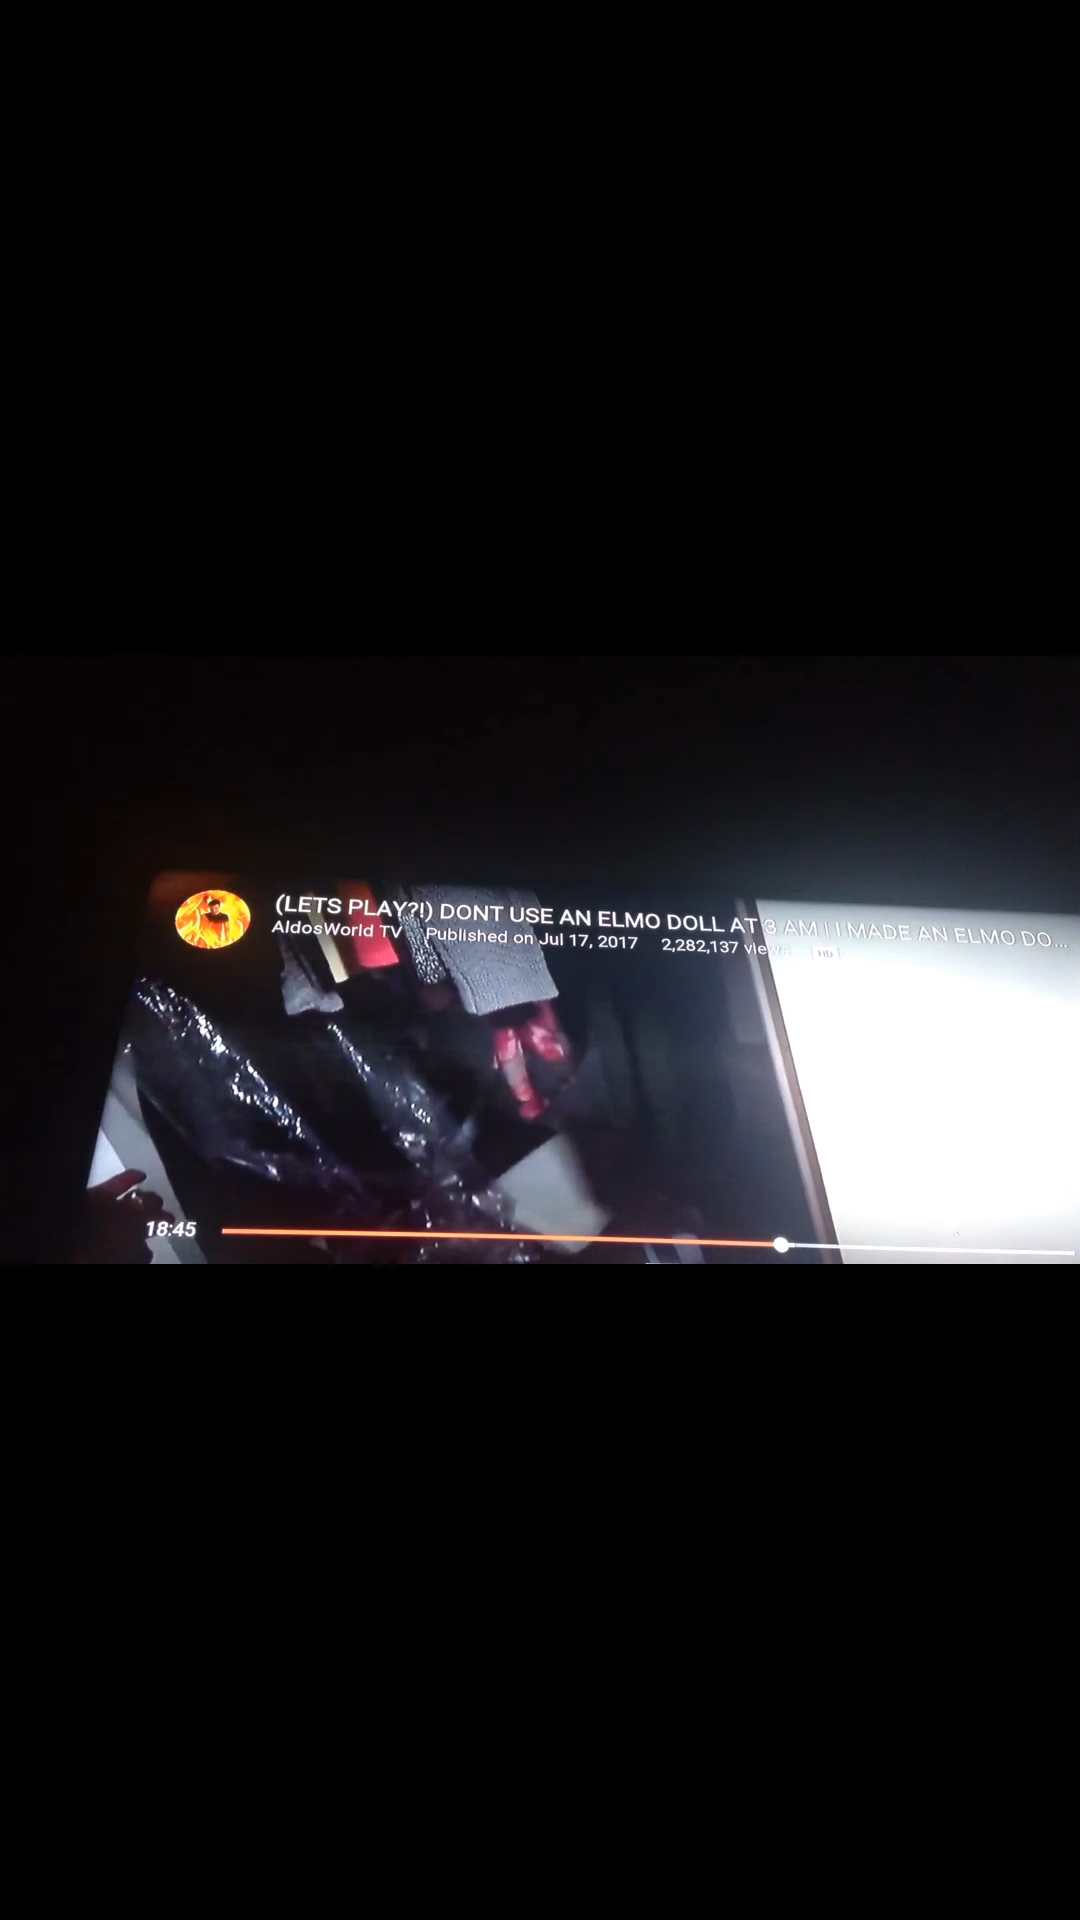 (LETS PLAY?!) DONT USE AN ELMO DOLL AT 3 AM | I MADE AN ELMO DO...
AldosWorld TV Published on Jul 17, 2017 2,282,137 views HD
18:45